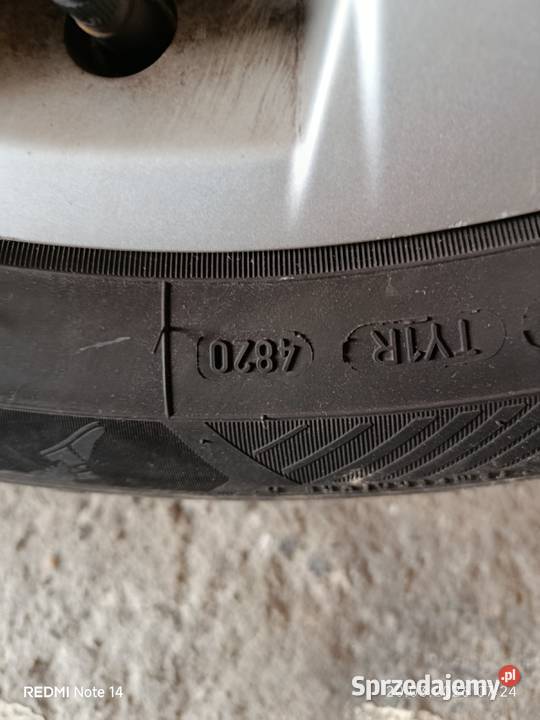 TY1R 4820
REDMI Note 14
Sprzedajemy.pl